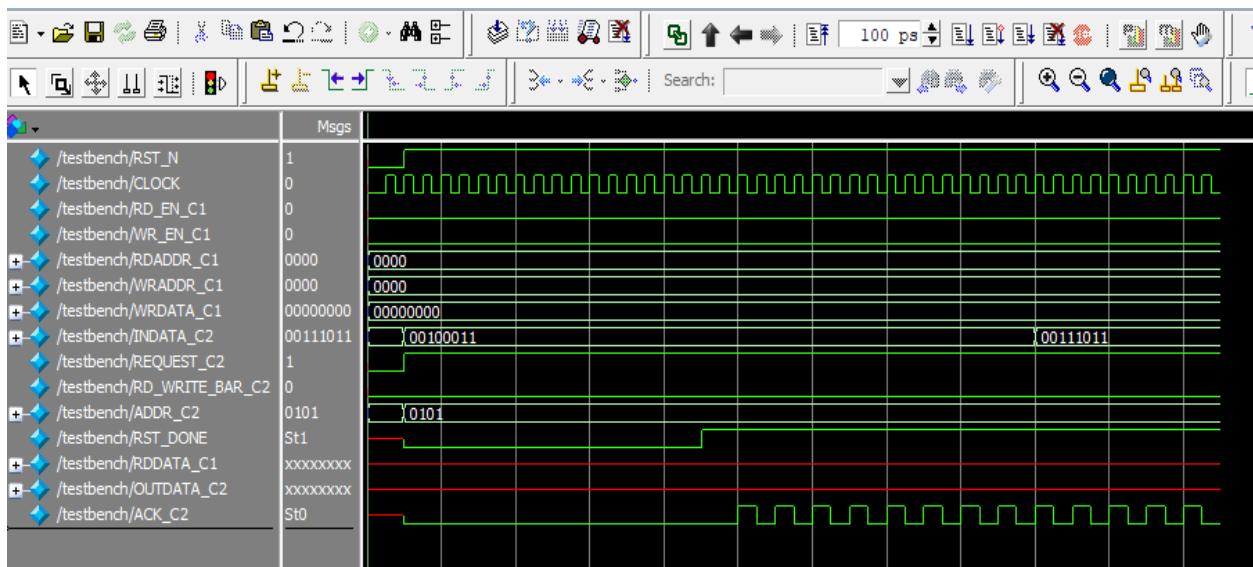 100 ps
Search:
Msgs
/testbench/RST_N 1
/testbench/CLOCK 0
/testbench/RD_EN_C1 0
/testbench/WR_EN_C1 0
/testbench/RDADDR_C1 0000 0000
/testbench/WRADDR_C1 0000 0000
/testbench/WRDATA_C1 00000000 00000000
/testbench/INDATA_C2 00111011 00100011 00111011
/testbench/REQUEST_C2 1
/testbench/RD_WRITE_BAR_C2 0
/testbench/ADDR_C2 0101 0101
/testbench/RST_DONE St1
/testbench/RDDATA_C1 xxxxxxxx
/testbench/OUTDATA_C2 xxxxxxxx
/testbench/ACK_C2 St0